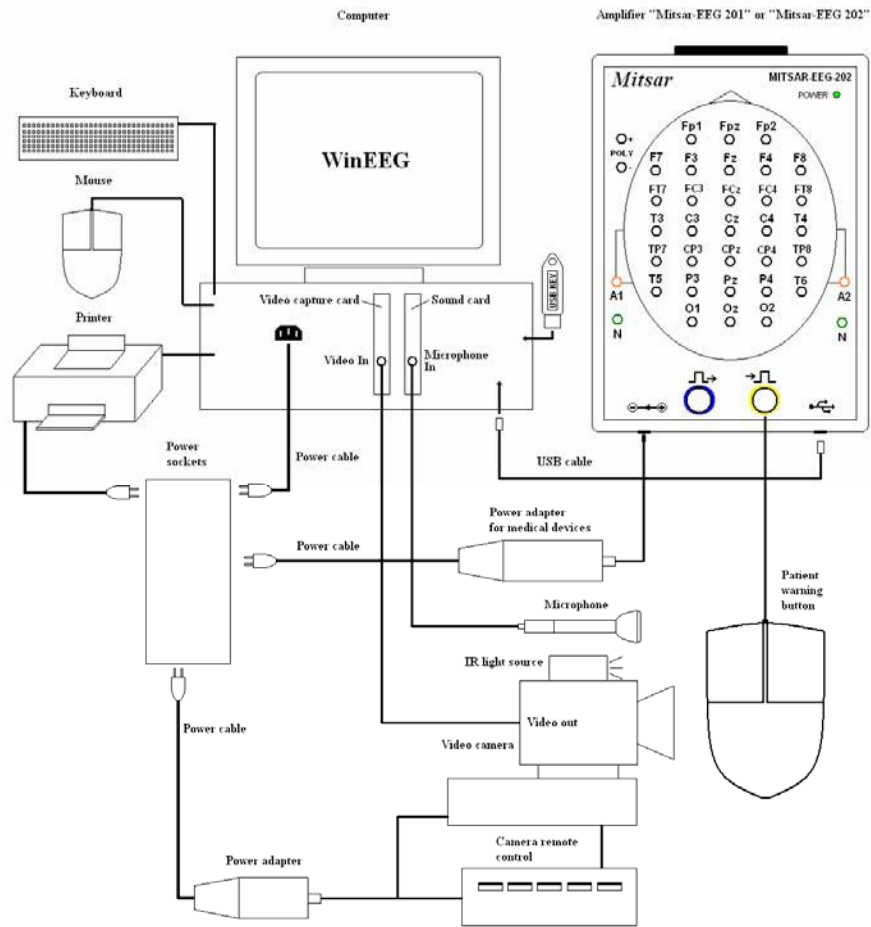 Computer
Amplifier "Mitsar-EEG 201" or "Mitsar-EEG 202"
Keyboard
WinEEG
Mouse
Printer
Video capture card
Sound card
USB KEY
Video In
Microphone
In
Mitsar
MITSAR-EEG-202
POWER
+
POLY
-
Fp1 Fpz Fp2
F7 F3 Fz F4 F8
FT7 FC3 FCz FC4 FT8
T3 C3 Cz C4 T4
TP7 CP3 CPz CP4 TP8
T5 P3 Pz P4 T6
A1 A2
O1 Oz O2
N N
Power
sockets
Power cable
USB cable
Power cable
Power adapter
for medical devices
Microphone
Patient
warning
button
IR light source
Video out
Video camera
Power cable
Camera remote
control
Power adapter